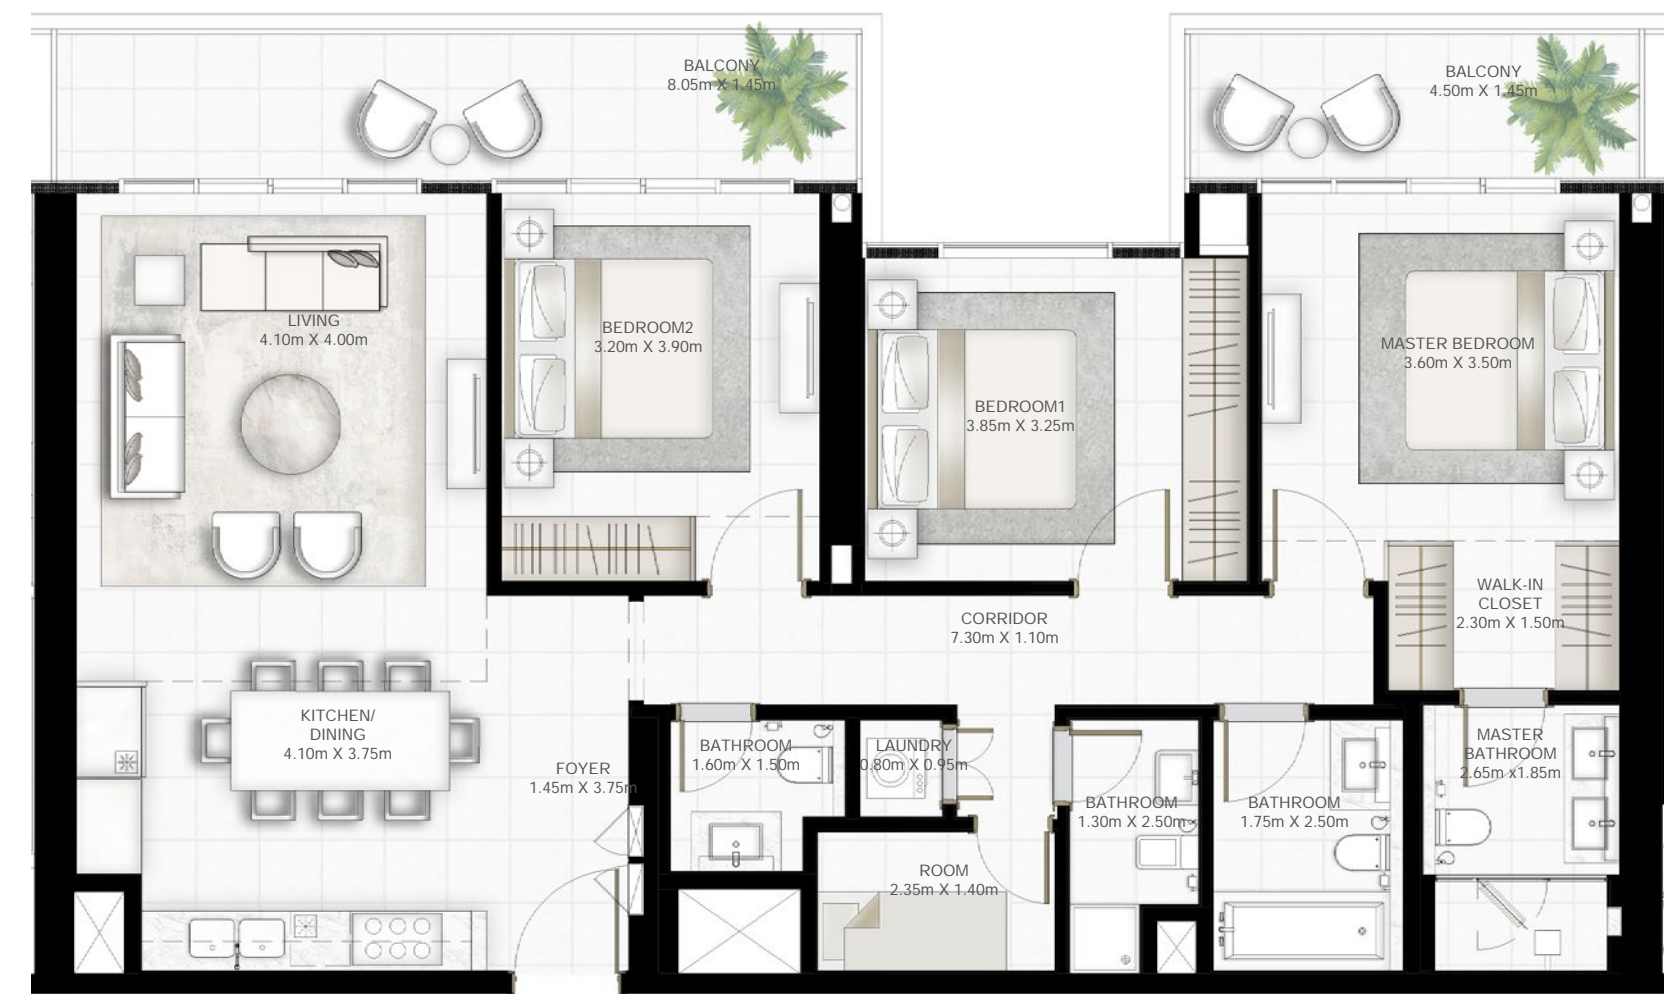 BALCONY
8.05m X 1.45m
BALCONY
4.50m X 1.45m
LIVING
4.10m X 4.00m
BEDROOM2
3.20m X 3.90m
BEDROOM1
3.85m X 3.25m
MASTER BEDROOM
3.60m X 3.50m
WALK-IN
CLOSET
2.30m X 1.50m
CORRIDOR
7.30m X 1.10m
KITCHEN/
DINING
4.10m X 3.75m
FOYER
1.45m X 3.75m
BATHROOM
1.60m X 1.50m
LAUNDRY
0.80m X 0.95m
BATHROOM
1.30m X 2.50m
BATHROOM
1.75m X 2.50m
MASTER
BATHROOM
2.65m x1.85m
ROOM
2.35m X 1.40m